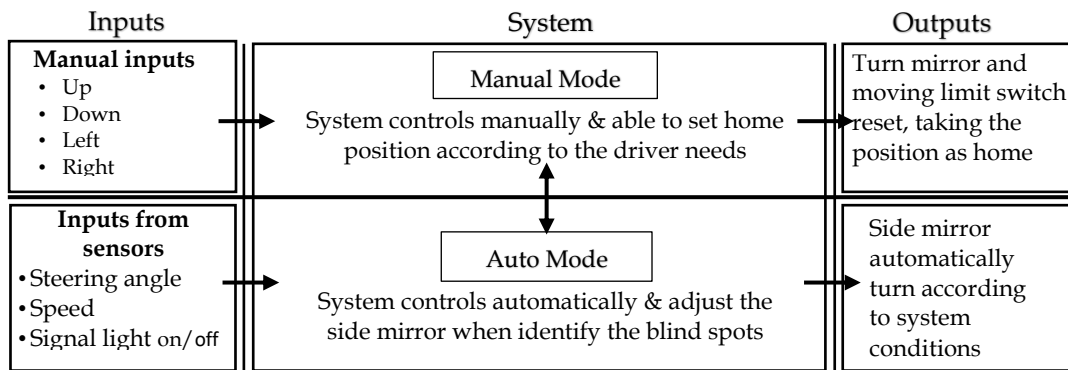 Inputs
System
Outputs
Manual inputs
• Up
• Down
• Left
• Right
Manual Mode
System controls manually & able to set home
position according to the driver needs
Turn mirror and
moving limit switch
reset, taking the
position as home
Inputs from
sensors
• Steering angle
• Speed
• Signal light on/off
Auto Mode
System controls automatically & adjust the
side mirror when identify the blind spots
Side mirror
automatically
turn according
to system
conditions